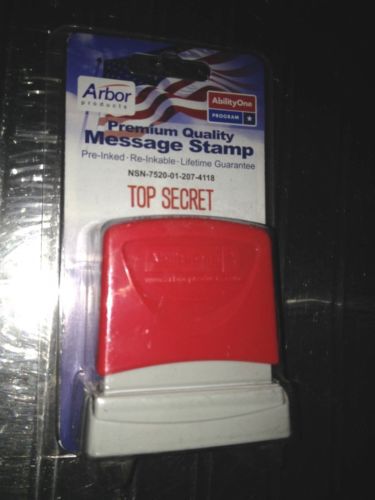 Arbor
products
AbilityOne
PROGRAM
Premium Quality
Message Stamp
Pre-Inked · Re-Inkable · Lifetime Guarantee
NSN-7520-01-207-4118
TOP SECRET